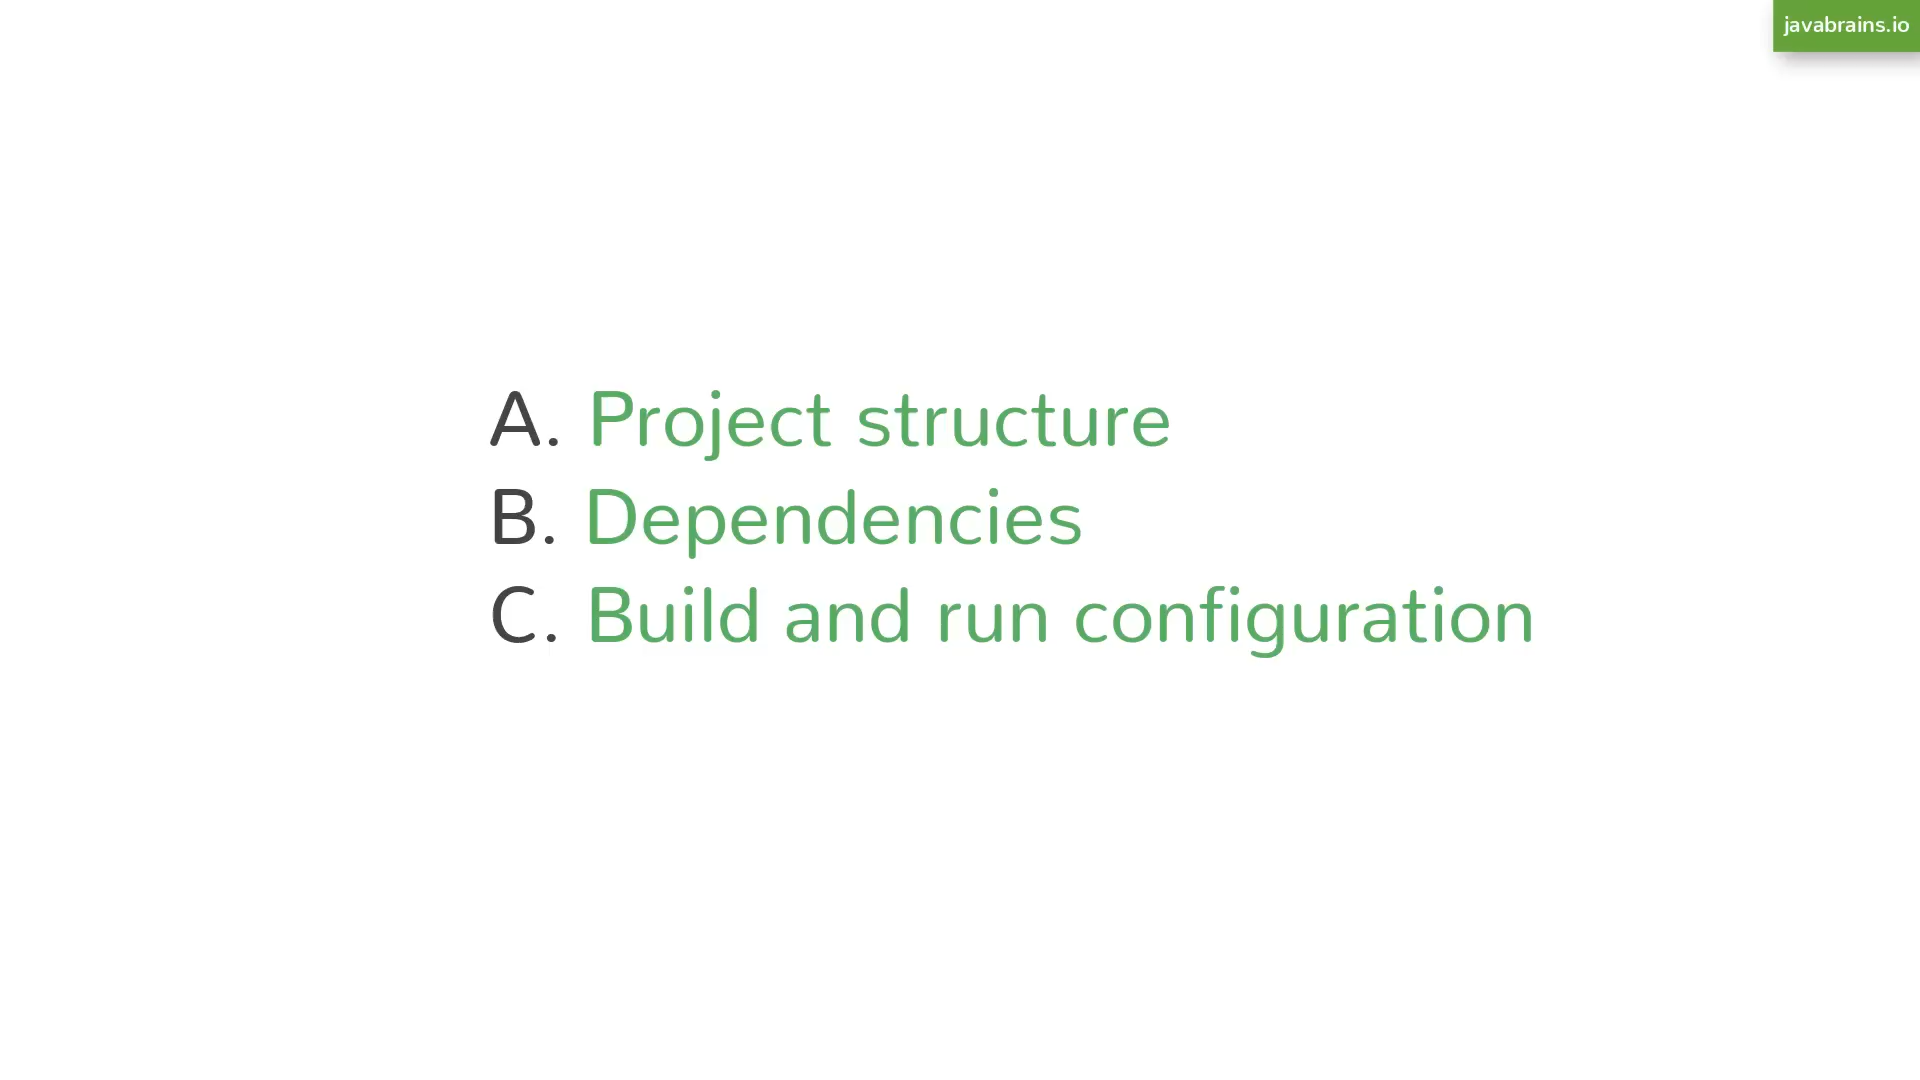 javabrains.io
A. Project structure
B. Dependencies
C. Build and run configuration